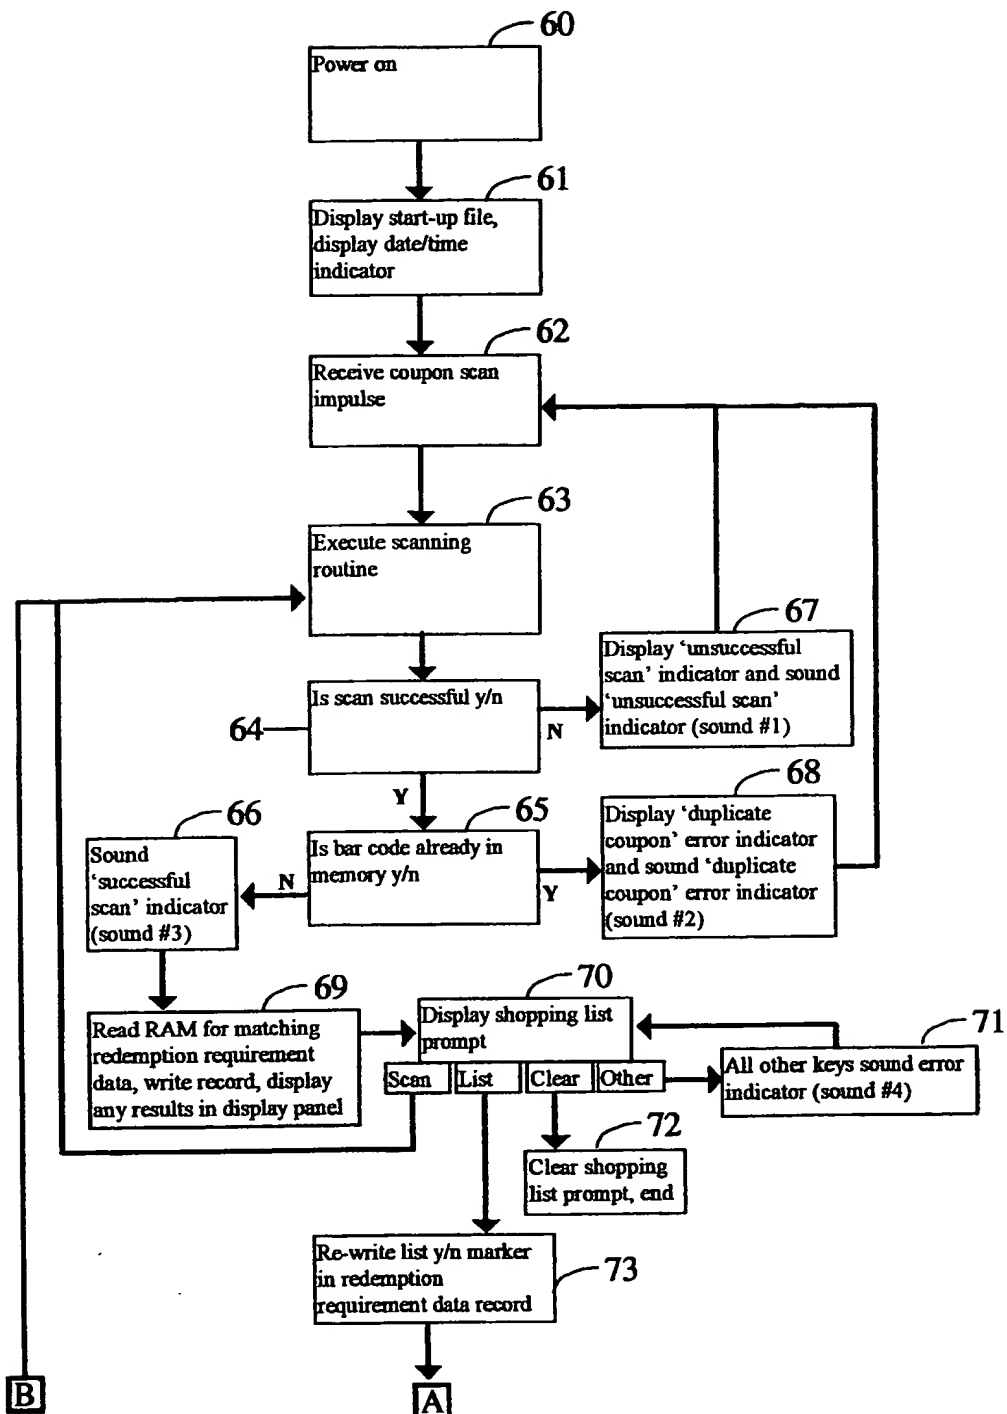 60
Power on
61
Display start-up file,
display date/time
indicator
62
Receive coupon scan
impulse
63
Execute scanning
routine
67
Display ‘unsuccessful
scan’ indicator and sound
‘unsuccessful scan’
indicator (sound #1)
64
Is scan successful y/n
N
Y
68
Display ‘duplicate
coupon’ error indicator
and sound ‘duplicate
coupon’ error indicator
(sound #2)
65
Is bar code already in
memory y/n
N
Y
66
Sound
‘successful
scan’ indicator
(sound #3)
69
Read RAM for matching
redemption requirement
data, write record, display
any results in display panel
70
Display shopping list
prompt
Scan List Clear Other
71
All other keys sound error
indicator (sound #4)
72
Clear shopping
list prompt, end
73
Re-write list y/n marker
in redemption
requirement data record
B
A